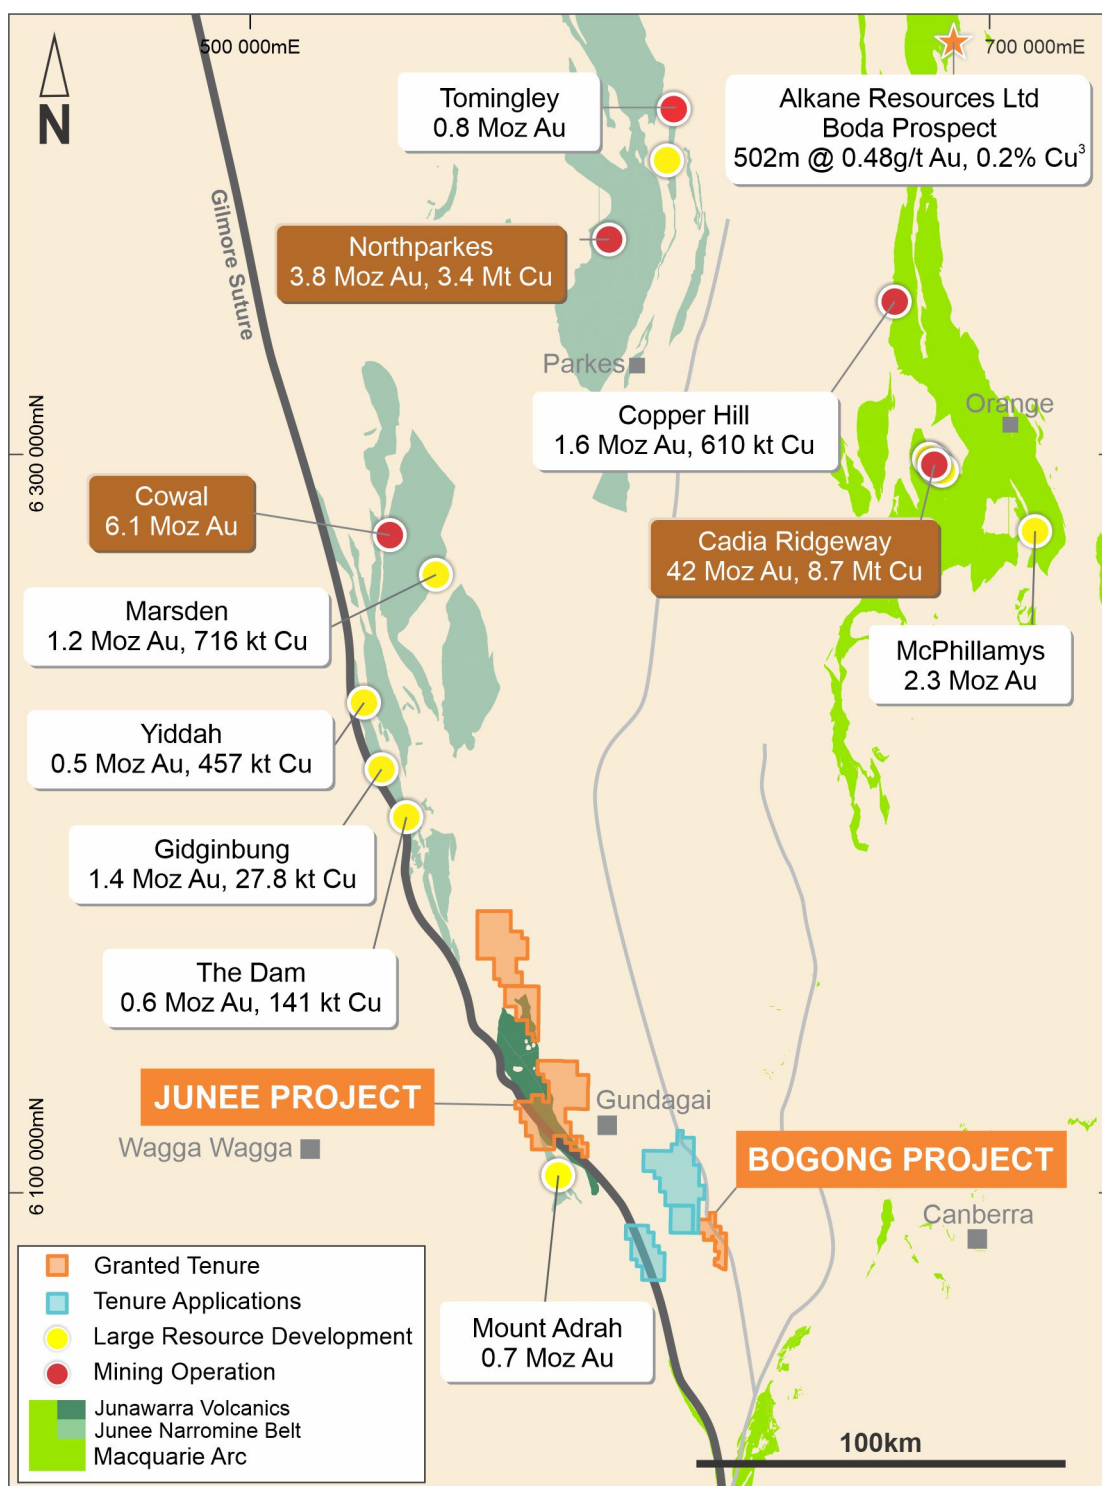 500 000mE
700 000mE
N
Tomingley
0.8 Moz Au
Alkane Resources Ltd
Boda Prospect
502m @ 0.48g/t Au, 0.2% Cu³
Gilmore Suture
Northparkes
3.8 Moz Au, 3.4 Mt Cu
Parkes
6 300 000mN
Copper Hill
1.6 Moz Au, 610 kt Cu
Orange
Cowal
6.1 Moz Au
Cadia Ridgeway
42 Moz Au, 8.7 Mt Cu
Marsden
1.2 Moz Au, 716 kt Cu
McPhillamys
2.3 Moz Au
Yiddah
0.5 Moz Au, 457 kt Cu
Gidginbung
1.4 Moz Au, 27.8 kt Cu
The Dam
0.6 Moz Au, 141 kt Cu
JUNEE PROJECT
Gundagai
Wagga Wagga
BOGONG PROJECT
6 100 000mN
Canberra
Granted Tenure
Tenure Applications
Large Resource Development
Mining Operation
Junawarra Volcanics
Junee Narromine Belt
Macquarie Arc
Mount Adrah
0.7 Moz Au
100km